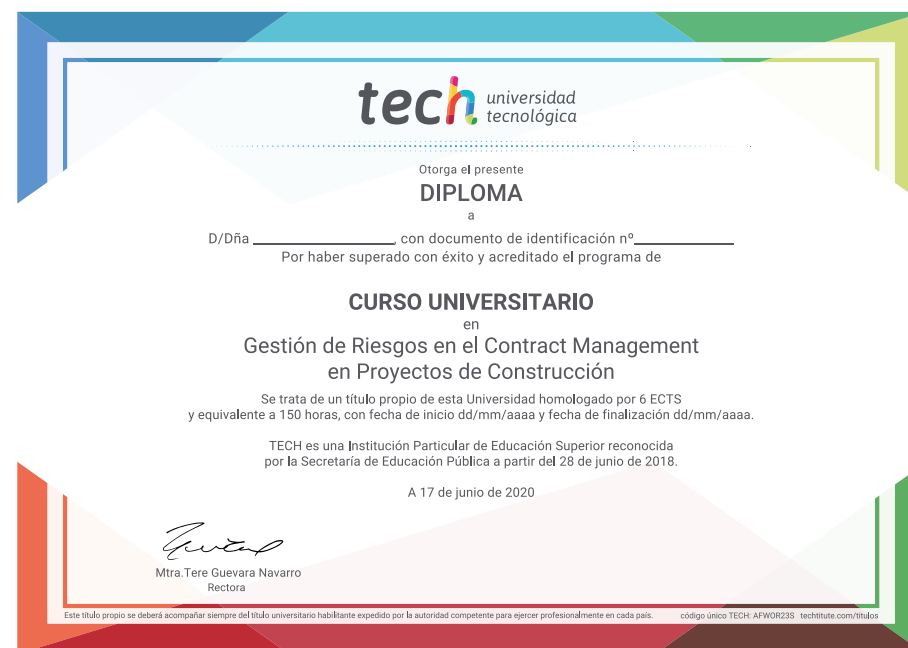 tech universidad
tecnológica
Otorga el presente
DIPLOMA
a
D/Dña ____________________, con documento de identificación nº______________
Por haber superado con éxito y acreditado el programa de
CURSO UNIVERSITARIO
en
Gestión de Riesgos en el Contract Management
en Proyectos de Construcción
Se trata de un título propio de esta Universidad homologado por 6 ECTS
y equivalente a 150 horas, con fecha de inicio dd/mm/aaaa y fecha de finalización dd/mm/aaaa.
TECH es una Institución Particular de Educación Superior reconocida
por la Secretaría de Educación Pública a partir del 28 de junio de 2018.
A 17 de junio de 2020
Mtra.Tere Guevara Navarro
Rectora
Este título propio se deberá acompañar siempre del título universitario habilitante expedido por la autoridad competente para ejercer profesionalmente en cada país. código único TECH: AFWOR23S techtitute.com/titulos